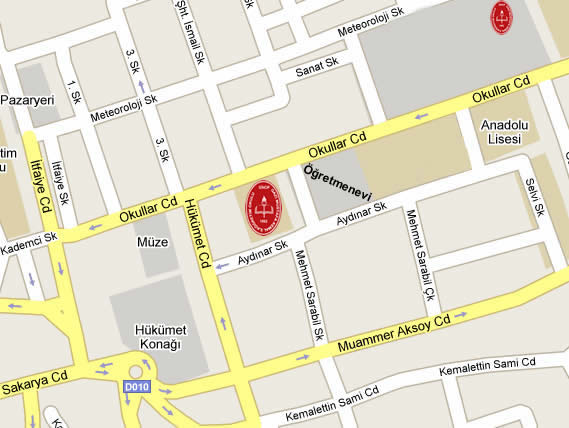 Şht. İsmail Sk
Meteoroloji Sk
Sanat Sk
3. Sk
1. Sk
Pazaryeri
Meteoroloji Sk
Okullar Cd
Anadolu
Lisesi
Okullar Cd
3. Sk
İtfaiye Sk
İtfaiye Cd
tim
u
Öğretmenevi
Selvi Sk
Okullar Cd
Hükümet Cd
Aydınar Sk
Mehmet Sarabil Çk
Kademci Sk
Müze
Aydınar Sk
Mehmet Sarabil Sk
Hükümet
Konağı
Muammer Aksoy Cd
Sakarya Cd
D010
Kemalettin Sami Cd
Kemalettin Sami Cd